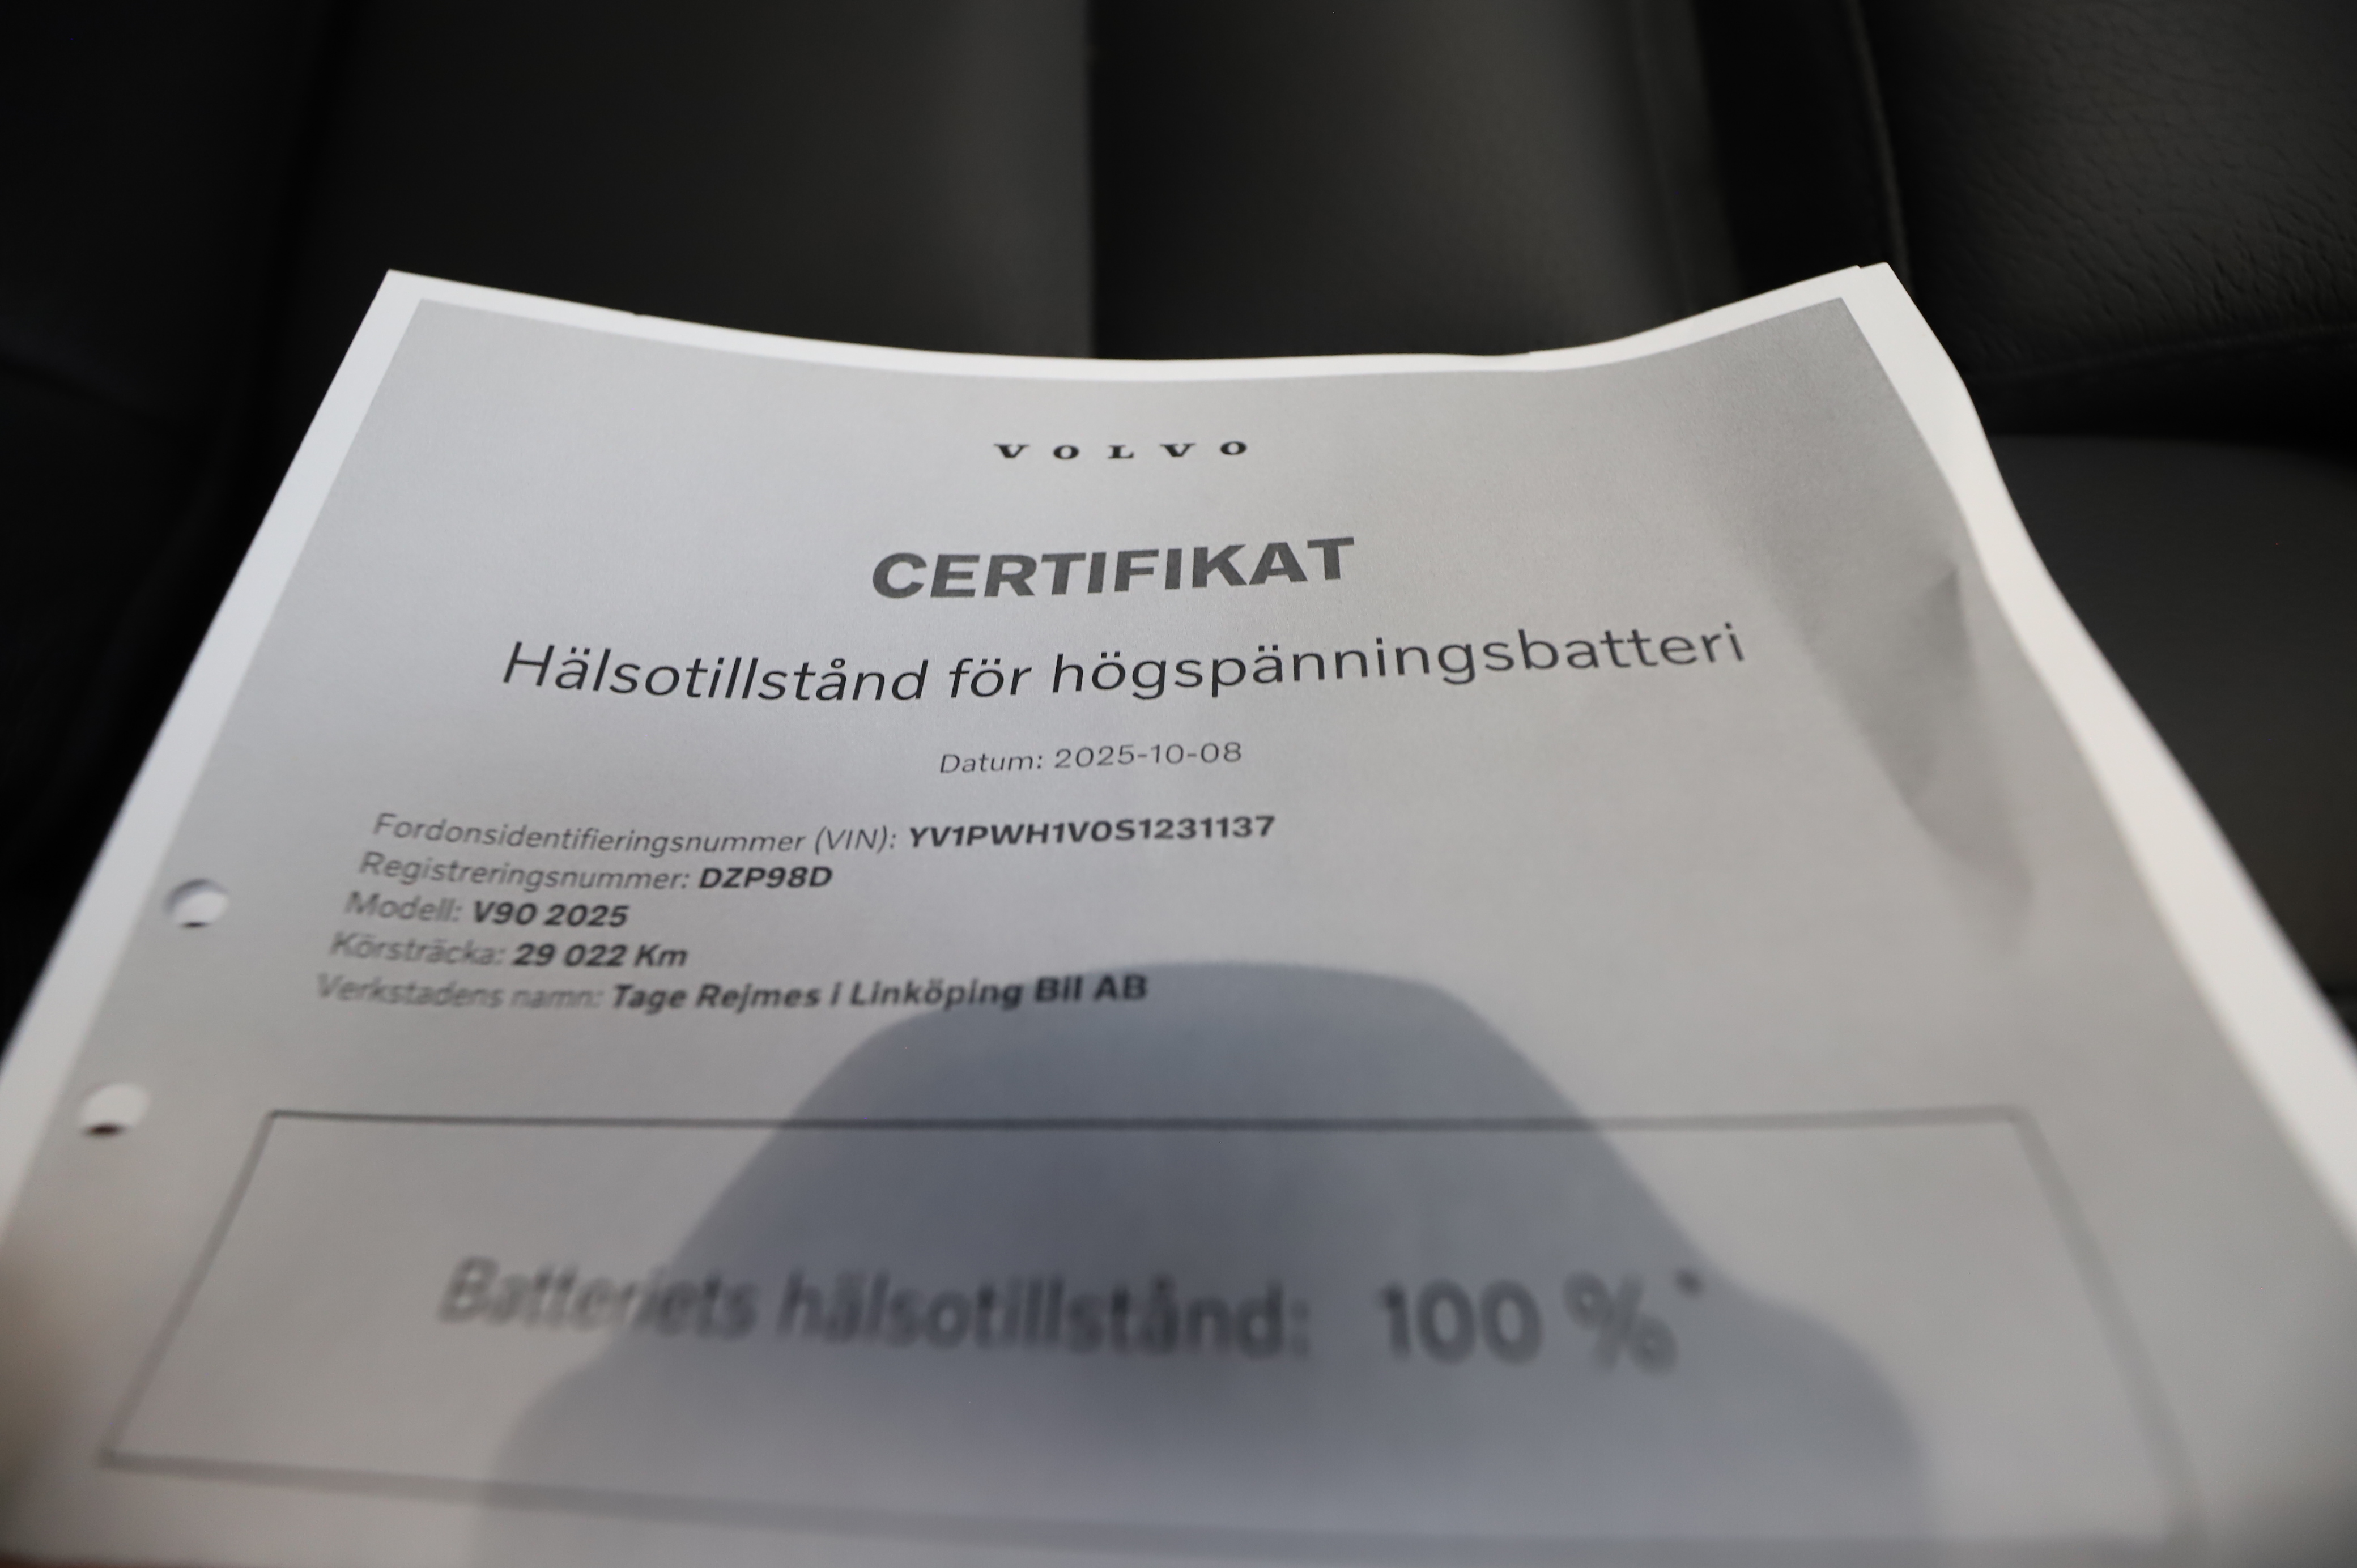 VOLVO
CERTIFIKAT
Hälsotillstånd för högspänningsbatteri
Datum: 2025-10-08
Fordonsidentifieringsnummer (VIN): YV1PWH1V0S1231137
Registreringsnummer: DZP98D
Modell: V90 2025
Körsträcka: 29 022 Km
Verkstadens namn: Tage Rejmes i Linköping Bil AB
Batteriets hälsotillstånd: 100 %*